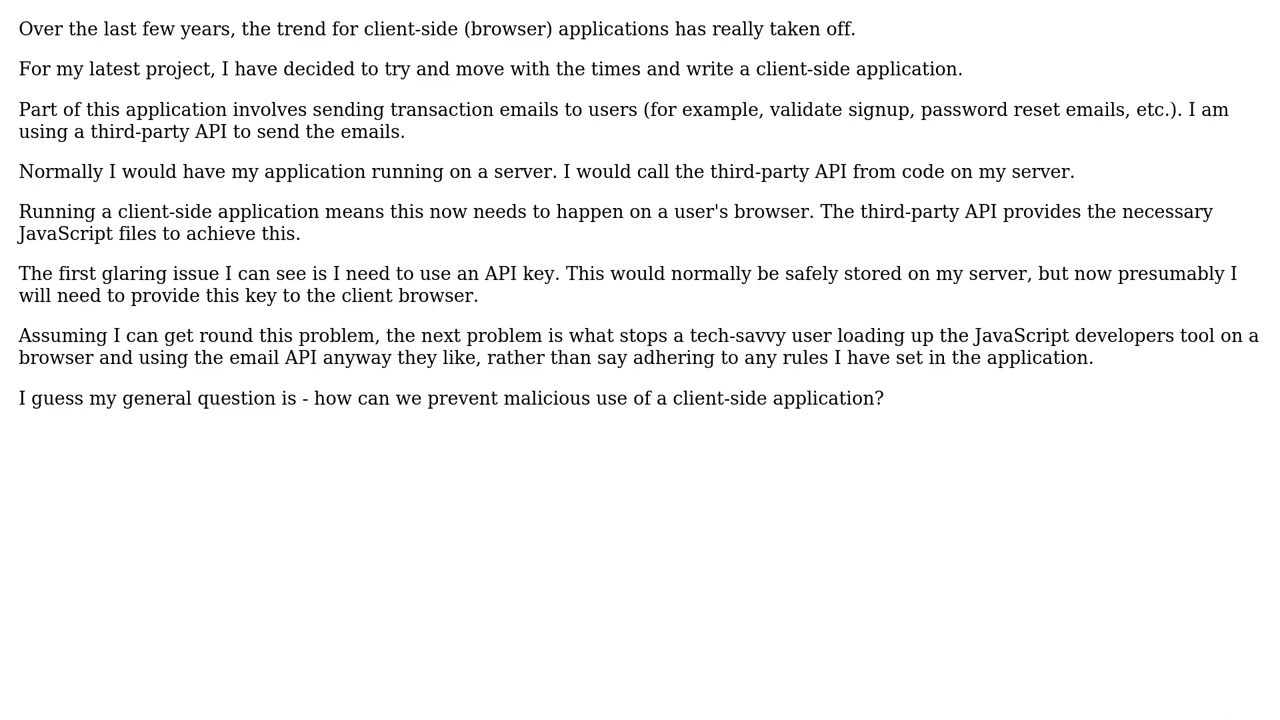 Over the last few years, the trend for client-side (browser) applications has really taken off.
For my latest project, I have decided to try and move with the times and write a client-side application.
Part of this application involves sending transaction emails to users (for example, validate signup, password reset emails, etc.). I am
using a third-party API to send the emails.
Normally I would have my application running on a server. I would call the third-party API from code on my server.
Running a client-side application means this now needs to happen on a user's browser. The third-party API provides the necessary
JavaScript files to achieve this.
The first glaring issue I can see is I need to use an API key. This would normally be safely stored on my server, but now presumably I
will need to provide this key to the client browser.
Assuming I can get round this problem, the next problem is what stops a tech-savvy user loading up the JavaScript developers tool on a
browser and using the email API anyway they like, rather than say adhering to any rules I have set in the application.
I guess my general question is - how can we prevent malicious use of a client-side application?